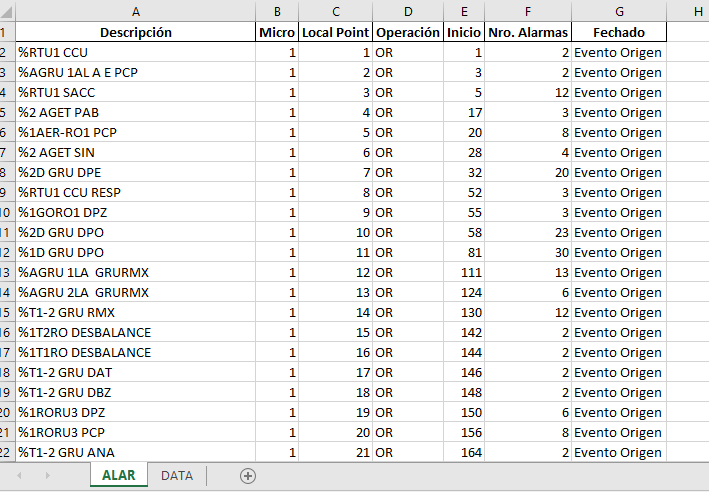 A B C D E F G H
1 Descripción Micro Local Point Operación Inicio Nro. Alarmas Fechado
2 %RTU1 CCU 1 1 OR 1 2 Evento Origen
3 %AGRU 1AL A E PCP 1 2 OR 3 2 Evento Origen
4 %RTU1 SACC 1 3 OR 5 12 Evento Origen
5 %2 AGET PAB 1 4 OR 17 3 Evento Origen
6 %1AER-RO1 PCP 1 5 OR 20 8 Evento Origen
7 %2 AGET SIN 1 6 OR 28 4 Evento Origen
8 %2D GRU DPE 1 7 OR 32 20 Evento Origen
9 %RTU1 CCU RESP 1 8 OR 52 3 Evento Origen
10 %1GORO1 DPZ 1 9 OR 55 3 Evento Origen
11 %2D GRU DPO 1 10 OR 58 23 Evento Origen
12 %1D GRU DPO 1 11 OR 81 30 Evento Origen
13 %AGRU 1LA  GRURMX 1 12 OR 111 13 Evento Origen
14 %AGRU 2LA  GRURMX 1 13 OR 124 6 Evento Origen
15 %T1-2 GRU RMX 1 14 OR 130 12 Evento Origen
16 %1T2RO DESBALANCE 1 15 OR 142 2 Evento Origen
17 %1T1RO DESBALANCE 1 16 OR 144 2 Evento Origen
18 %T1-2 GRU DAT 1 17 OR 146 2 Evento Origen
19 %T1-2 GRU DBZ 1 18 OR 148 2 Evento Origen
20 %1RORU3 DPZ 1 19 OR 150 6 Evento Origen
21 %1RORU3 PCP 1 20 OR 156 8 Evento Origen
22 %T1-2 GRU ANA 1 21 OR 164 2 Evento Origen
ALAR DATA